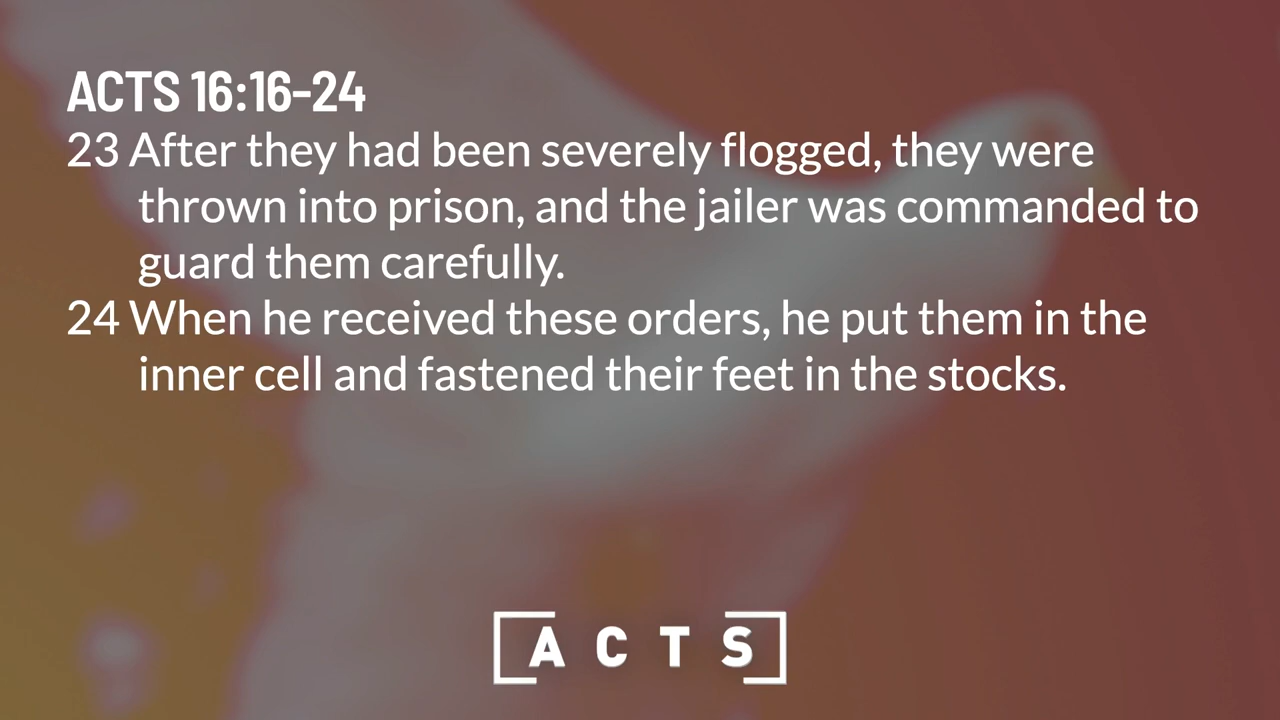 ACTS 16:16-24
23 After they had been severely flogged, they were
thrown into prison, and the jailer was commanded to
guard them carefully.
24 When he received these orders, he put them in the
inner cell and fastened their feet in the stocks.
ACTS